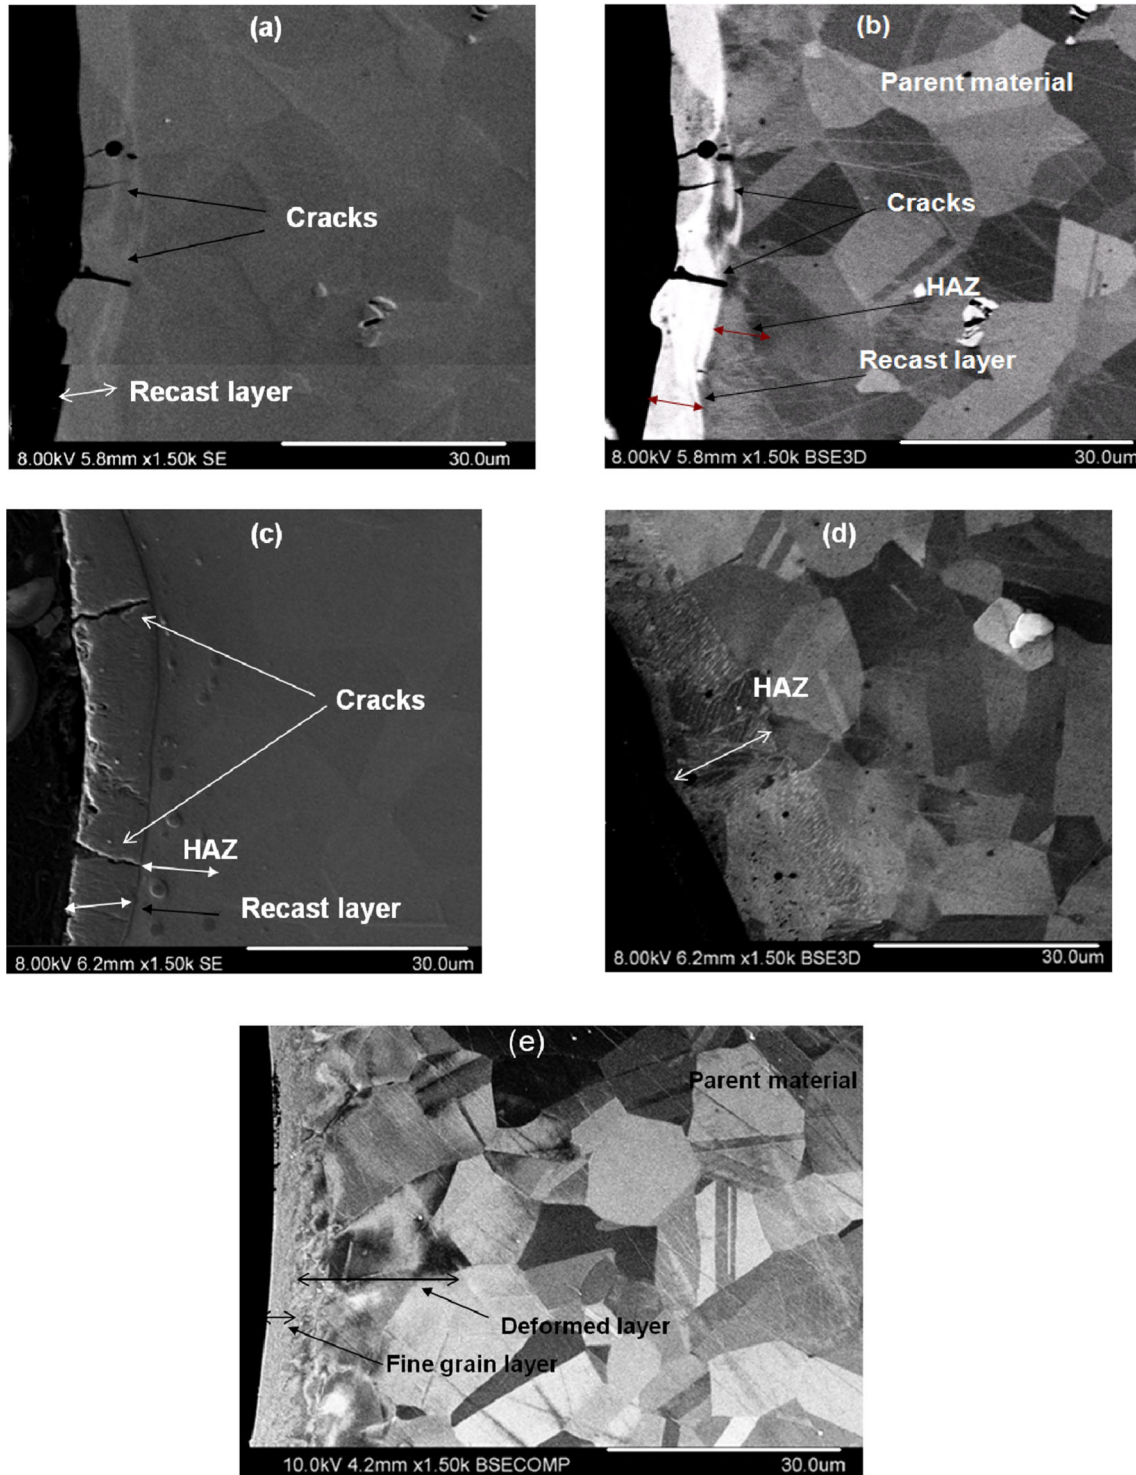 (a)
Cracks
Recast layer
8.00kV 5.8mm x1.50k SE
30.0um
(b)
Parent material
Cracks
HAZ
Recast layer
8.00kV 5.8mm x1.50k BSE3D
30.0um
(c)
Cracks
HAZ
Recast layer
8.00kV 6.2mm x1.50k SE
30.0um
(d)
HAZ
8.00kV 6.2mm x1.50k BSE3D
30.0um
(e)
Parent material
Deformed layer
Fine grain layer
10.0kV 4.2mm x1.50k BSECOMP
30.0um